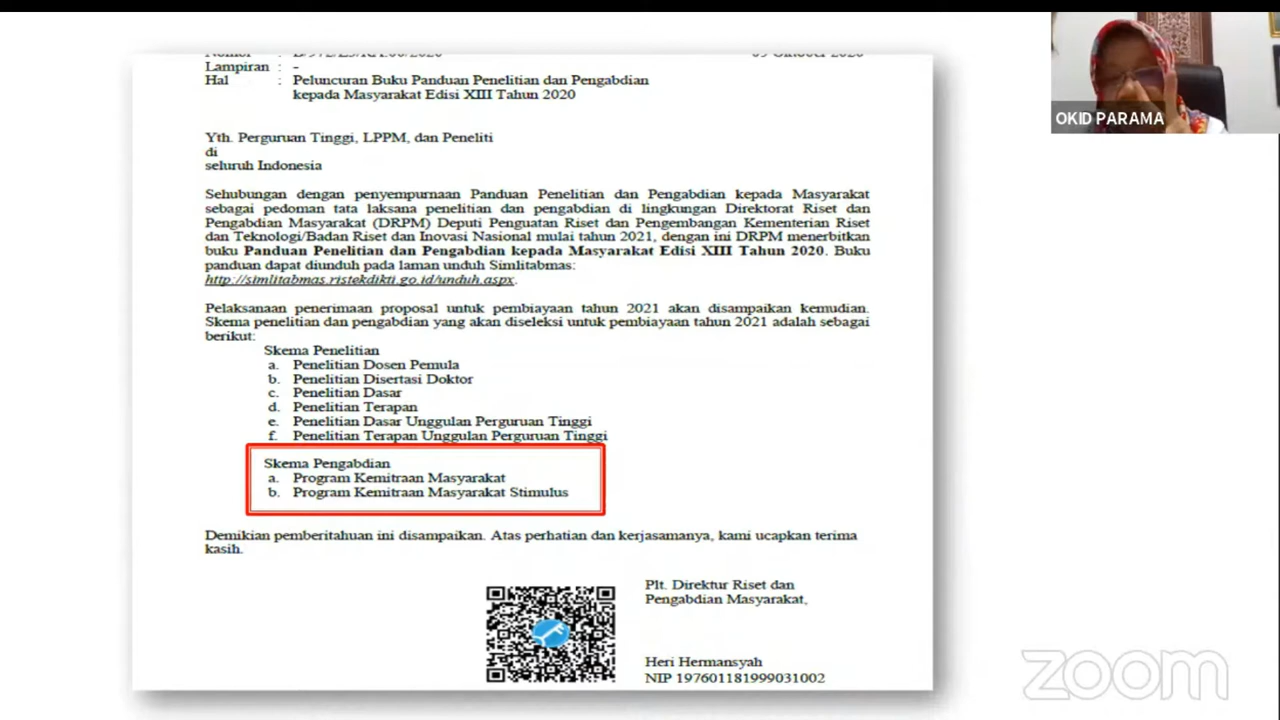 Lampiran : -
Hal : Peluncuran Buku Panduan Penelitian dan Pengabdian
kepada Masyarakat Edisi XIII Tahun 2020
Yth. Perguruan Tinggi, LPPM, dan Peneliti
di
seluruh Indonesia
Sehubungan dengan penyempurnaan Panduan Penelitian dan Pengabdian kepada Masyarakat
sebagai pedoman tata laksana penelitian dan pengabdian di lingkungan Direktorat Riset dan
Pengabdian Masyarakat (DRPM) Deputi Penguatan Riset dan Pengembangan Kementerian Riset
dan Teknologi/Badan Riset dan Inovasi Nasional mulai tahun 2021, dengan ini DRPM menerbitkan
buku Panduan Penelitian dan Pengabdian kepada Masyarakat Edisi XIII Tahun 2020. Buku
panduan dapat diunduh pada laman unduh Simlitabmas:
http://simlitabmas.ristekdikti.go.id/unduh.aspx.
Pelaksanaan penerimaan proposal untuk pembiayaan tahun 2021 akan disampaikan kemudian.
Skema penelitian dan pengabdian yang akan diseleksi untuk pembiayaan tahun 2021 adalah sebagai
berikut:
Skema Penelitian
a. Penelitian Dosen Pemula
b. Penelitian Disertasi Doktor
c. Penelitian Dasar
d. Penelitian Terapan
e. Penelitian Dasar Unggulan Perguruan Tinggi
f. Penelitian Terapan Unggulan Perguruan Tinggi
Skema Pengabdian
a. Program Kemitraan Masyarakat
b. Program Kemitraan Masyarakat Stimulus
Demikian pemberitahuan ini disampaikan. Atas perhatian dan kerjasamanya, kami ucapkan terima
kasih.
Plt. Direktur Riset dan
Pengabdian Masyarakat,
Heri Hermansyah
NIP 197601181999031002
OKID PARAMA
zoom